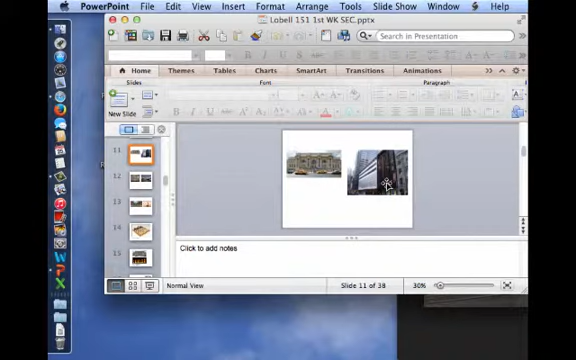 PowerPoint File Edit View Insert Format Arrange Tools Slide Show Window Help
Lobell 151 1st WK SEC.pptx
Search in Presentation
Home Themes Tables Charts SmartArt Transitions Animations
Slides Font Paragraph
New Slide
11
12
13
14
15
Click to add notes
Normal View Slide 11 of 38 30%